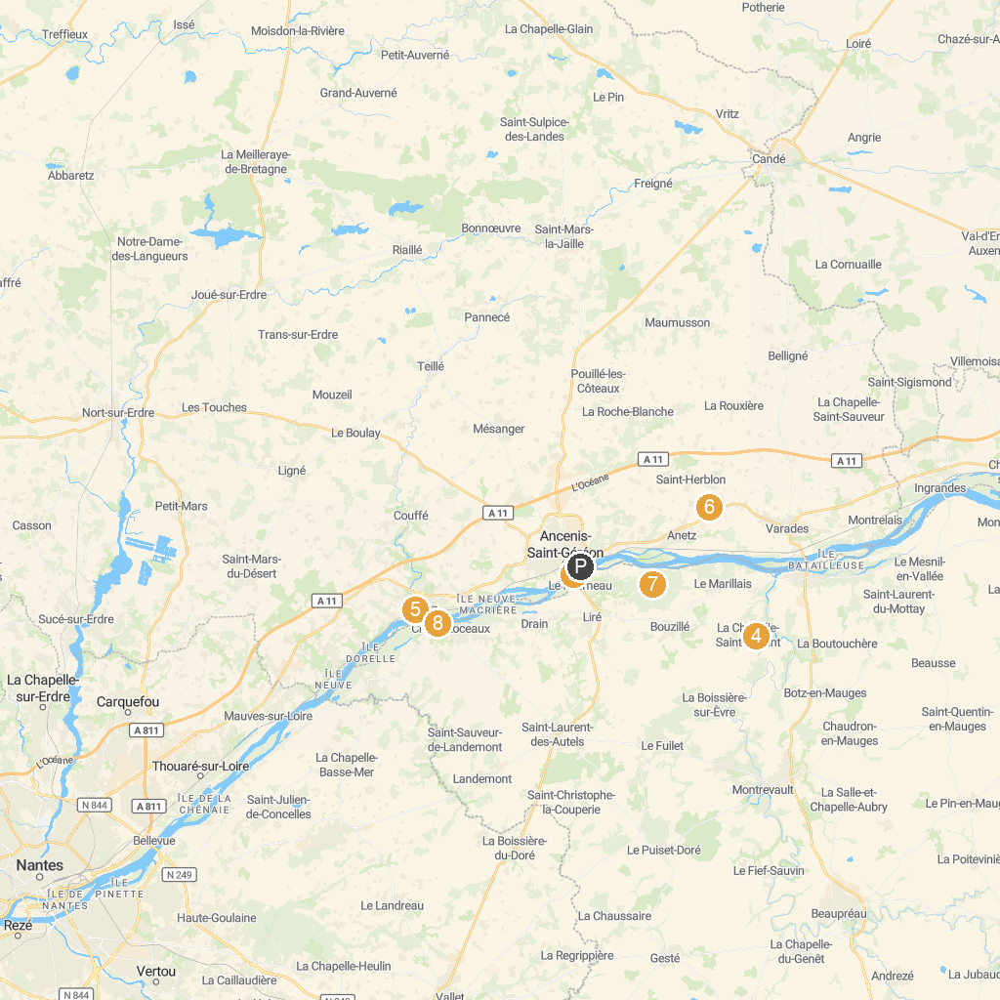 Potherie
Issé
Treffieux
Moisdon-la-Rivière
La Chapelle-Glain
Loiré
Chazé-sur-A
Petit-Auverné
Grand-Auverné
Le Pin
Vritz
Saint-Sulpice-
des-Landes
Angrie
La Meilleraye-
de-Bretagne
Candé
Abbaretz
Freigné
Bonnœuvre
Saint-Mars-
la-Jaille
Notre-Dame-
des-Langueurs
Riaillé
Val-d'Er
Auxen
La Cornuaille
affré
Joué-sur-Erdre
Pannecé
Maumusson
Trans-sur-Erdre
Belligné
Teillé
Villemoisa
Pouillé-les-
Côteaux
Saint-Sigismond
Mouzeil
Nort-sur-Erdre
Les Touches
La Roche-Blanche
La Rouxière
La Chapelle-
Saint-Sauveur
Le Boulay
Mésanger
A 11
A 11
Ligné
L'Océane
Saint-Herblon
Ingrandes
Petit-Mars
Couffé
A 11
6
Casson
Montrelais
Mon
Ancenis-
Saint-Géréon
Anetz
Varades
Saint-Mars-
du-Désert
P
ÎLE
BATAILLEUSE
Le Mesnil-
en-Vallée
7
Le Marillais
A 11
ÎLE NEUVE
MACRIÈRE
Saint-Laurent-
du-Mottay
Sucé-sur-Erdre
5
8
Drain
Liré
Bouzillé
4
La Boutouchère
ÎLE
DORELLE
Beausse
ÎLE
NEUVE
La Chapelle-
sur-Erdre
Carquefou
La Boissière-
sur-Èvre
Botz-en-Mauges
Mauves-sur-Loire
A 811
Saint-Sauveur-
de-Landemont
Saint-Laurent-
des-Autels
Chaudron-
en-Mauges
Saint-Quentin-
en-Mauges
Le Fuilet
L'Océane
Thouaré-sur-Loire
La Chapelle-
Basse-Mer
Landemont
Montrevault
N 844
A 811
ÎLE DE LA
CHÉNAIE
Saint-Julien-
de-Concelles
Saint-Christophe-
la-Couperie
La Salle-et-
Chapelle-Aubry
Le Pin-en-Maug
Bellevue
La Boissière-
du-Doré
Le Puiset-Doré
Nantes
N 249
Le Fief-Sauvin
La Poiteviniè
ÎLE DE
NANTES
ÎLE
PINETTE
Rezé
Haute-Goulaine
Le Landreau
La Chaussaire
Beaupréau
La Regrippière
Gesté
La Chapelle-
du-Genêt
Vertou
La Chapelle-Heulin
La Caillaudière
Andrezé
La Jubaud
N 844
Vallet